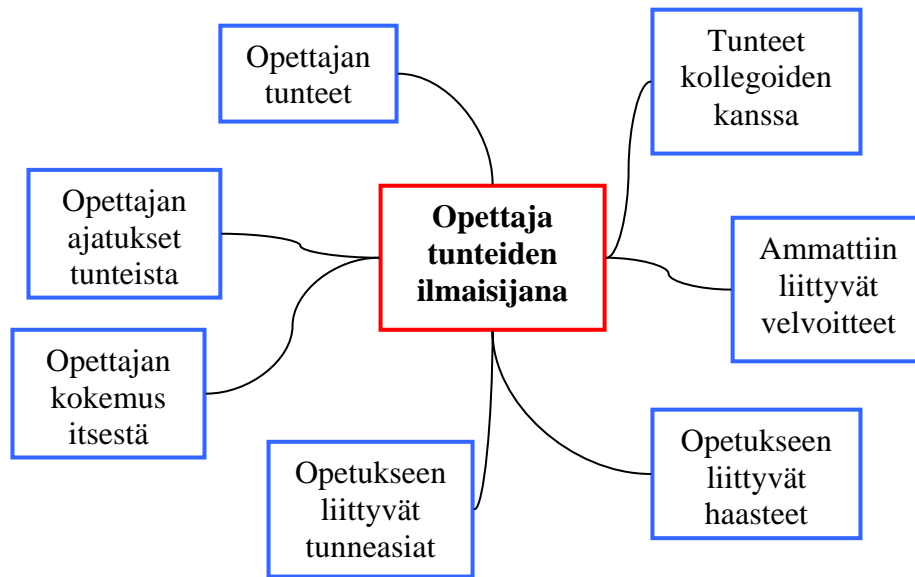 Opettajan
tunteet
Tunteet
kollegoiden
kanssa
Opettajan
ajatukset
tunteista
Opettaja
tunteiden
ilmaisijana
Ammattiin
liittyvät
velvoitteet
Opettajan
kokemus
itsestä
Opetukseen
liittyvät
tunneasiat
Opetukseen
liittyvät
haasteet